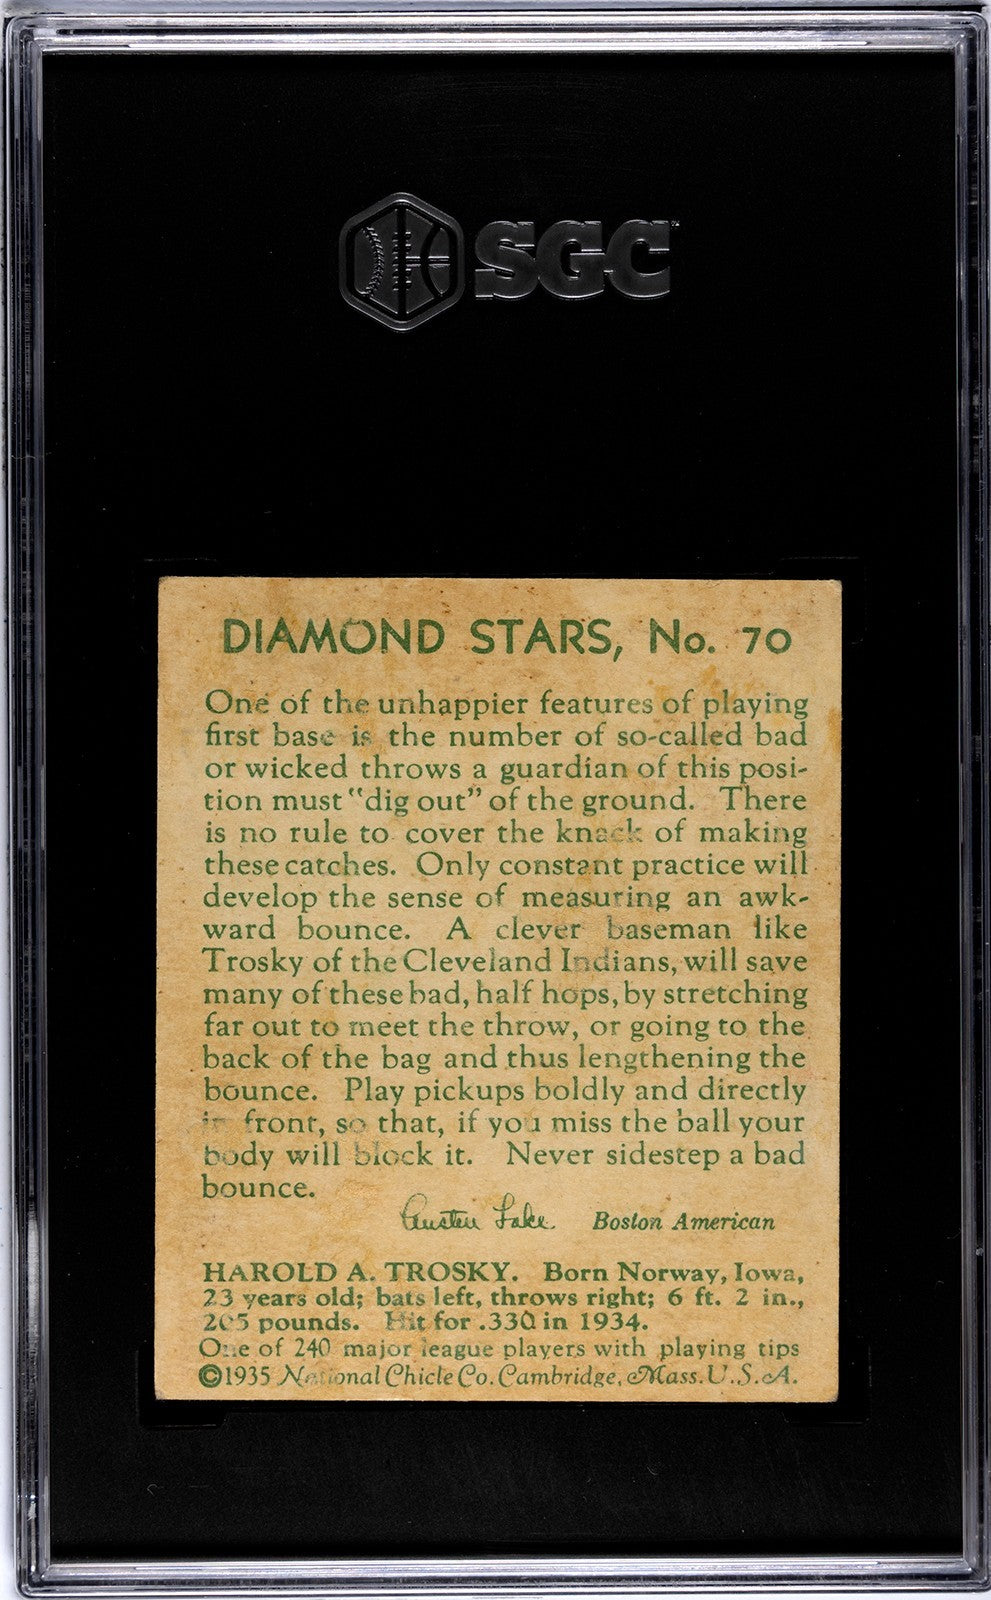 SGC
DIAMOND STARS, No. 70
One of the unhappier features of playing
first base is the number of so-called bad
or wicked throws a guardian of this posi-
tion must "dig out" of the ground. There
is no rule to cover the knack of making
these catches. Only constant practice will
develop the sense of measuring an awk-
ward bounce. A clever baseman like
Trosky of the Cleveland Indians, will save
many of these bad, half hops, by stretching
far out to meet the throw, or going to the
back of the bag and thus lengthening the
bounce. Play pickups boldly and directly
in front, so that, if you miss the ball your
body will block it. Never sidestep a bad
bounce.
Austen Lake Boston American
HAROLD A. TROSKY. Born Norway, Iowa,
23 years old; bats left, throws right; 6 ft. 2 in.,
205 pounds. Hit for .330 in 1934.
One of 240 major league players with playing tips
©1935 National Chicle Co. Cambridge, Mass. U.S.A.